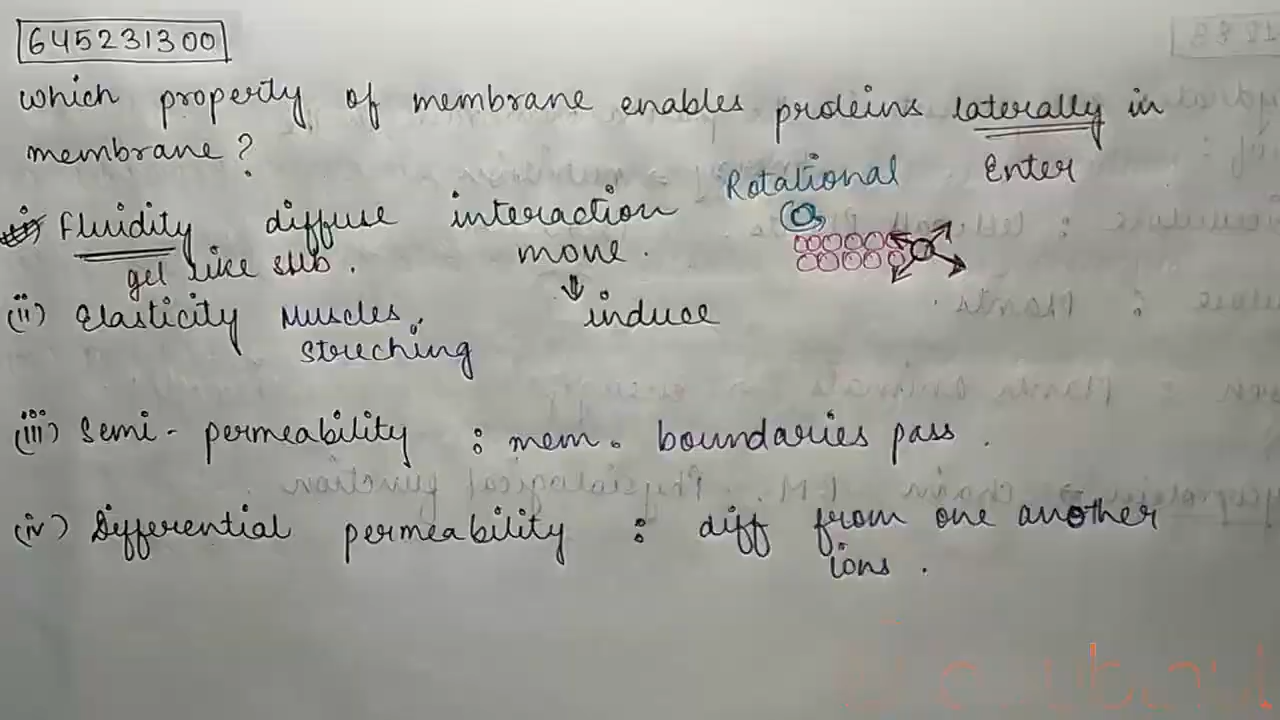 645231300
which property of membrane enables proteins laterally in
membrane?
Rotational Enter
(i) Fluidity diffuse interaction
gel like sub. move.
(ii) Elasticity Muscles. induce
streching
(iii) Semi-permeability : mem. boundaries pass.
(iv) Differential permeability : diff from one another
ions.